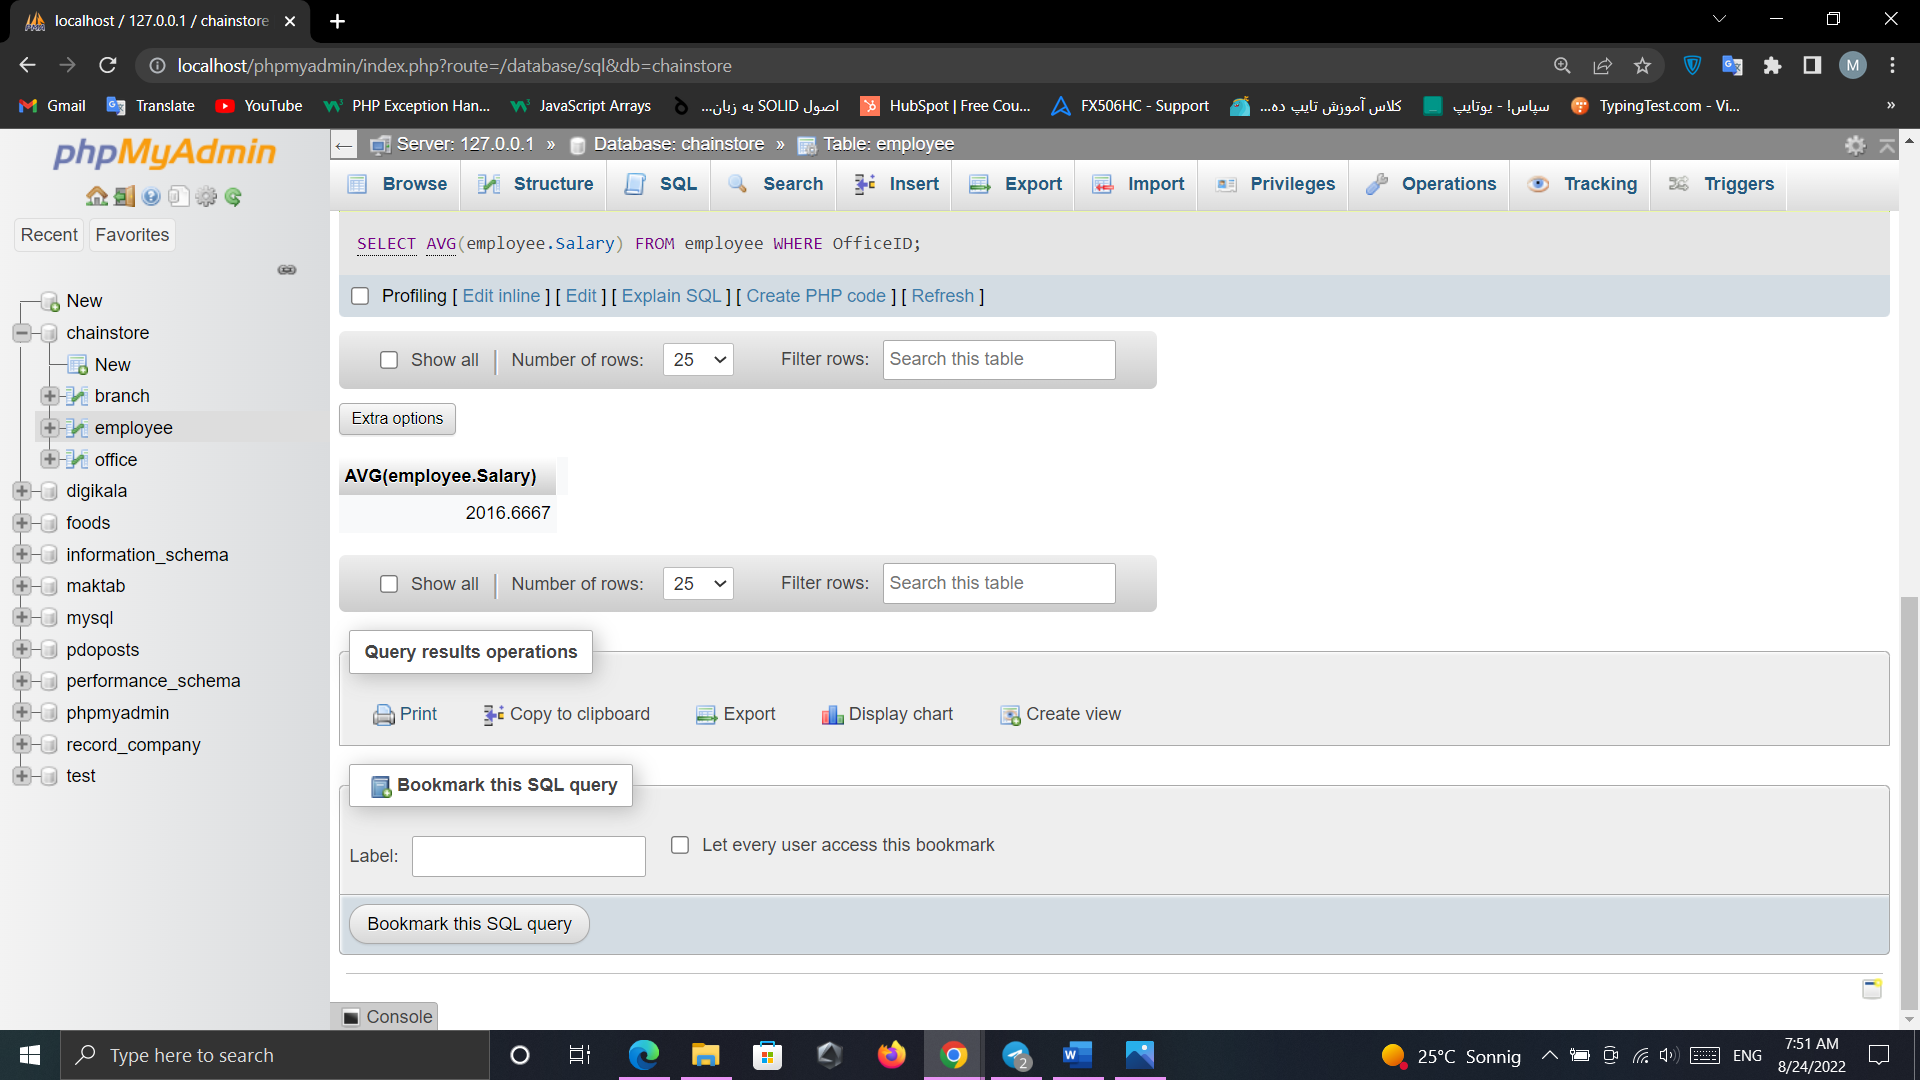 localhost / 127.0.0.1 / chainstore
localhost/phpmyadmin/index.php?route=/database/sql&db=chainstore
M
Gmail Translate YouTube PHP Exception Han... JavaScript Arrays اصول SOLID به زبان... HubSpot | Free Cou... FX506HC - Support کلاس آموزش تایپ ده... سپاس! - یوتایپ TypingTest.com - Vi... »
phpMyAdmin
Recent Favorites
New
chainstore
New
branch
employee
office
digikala
foods
information_schema
maktab
mysql
pdoposts
performance_schema
phpmyadmin
record_company
test
Server: 127.0.0.1 » Database: chainstore » Table: employee
Browse Structure SQL Search Insert Export Import Privileges Operations Tracking Triggers
SELECT AVG(employee.Salary) FROM employee WHERE OfficeID;
Profiling [ Edit inline ] [ Edit ] [ Explain SQL ] [ Create PHP code ] [ Refresh ]
Show all | Number of rows: 25 Filter rows: Search this table
Extra options
AVG(employee.Salary)
2016.6667
Show all | Number of rows: 25 Filter rows: Search this table
Query results operations
Print Copy to clipboard Export Display chart Create view
Bookmark this SQL query
Label: Let every user access this bookmark
Bookmark this SQL query
Console
Type here to search
2
25°C Sonnig
ENG
7:51 AM
8/24/2022